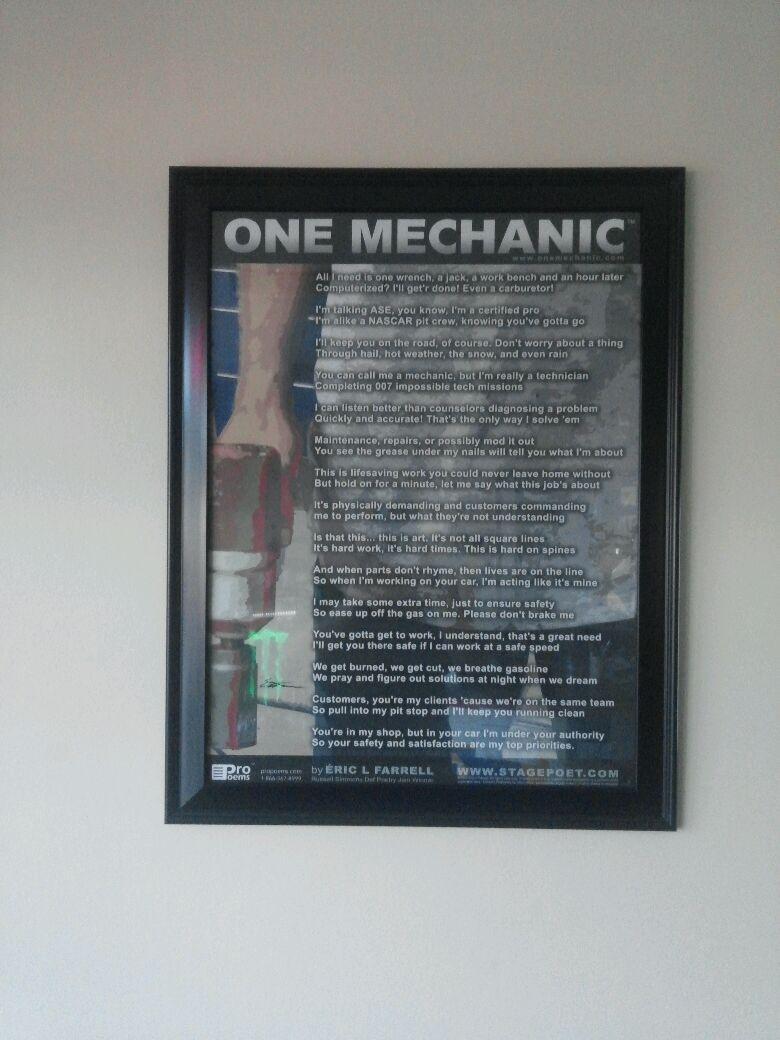 ONE MECHANIC™
www.onemechanic.com
All I need is one wrench, a jack, a work bench and an hour later
Computerized? I'll get'r done! Even a carburetor!
I'm talking ASE, you know, I'm a certified pro
I'm alike a NASCAR pit crew, knowing you've gotta go
I'll keep you on the road, of course. Don't worry about a thing
Through hail, hot weather, the snow, and even rain
You can call me a mechanic, but I'm really a technician
Completing 007 impossible tech missions
I can listen better than counselors diagnosing a problem
Quickly and accurate! That's the only way I solve 'em
Maintenance, repairs, or possibly mod it out
You see the grease under my nails will tell you what I'm about
This is lifesaving work you could never leave home without
But hold on for a minute, let me say what this job's about
It's physically demanding and customers commanding
me to perform, but what they're not understanding
Is that this... this is art. It's not all square lines
It's hard work, it's hard times. This is hard on spines
And when parts don't rhyme, then lives are on the line
So when I'm working on your car, I'm acting like it's mine
I may take some extra time, just to ensure safety
So ease up off the gas on me. Please don't brake me
You've gotta get to work, I understand, that's a great need
I'll get you there safe if I can work at a safe speed
We get burned, we get cut, we breathe gasoline
We pray and figure out solutions at night when we dream
Customers, you're my clients 'cause we're on the same team
So pull into my pit stop and I'll keep you running clean
You're in my shop, but in your car I'm under your authority
So your safety and satisfaction are my top priorities.
Pro
oems
propoems.com
by ERIC L FARRELL
Russell Simmons Def Poetry Jam Winner
WWW.STAGEPOET.COM